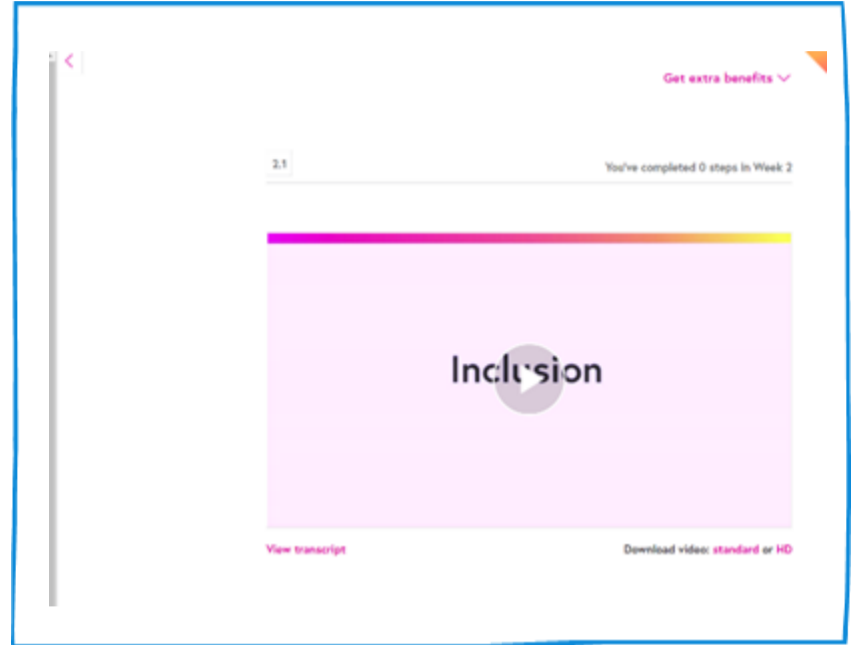 Get extra benefits
2.1
You've completed 0 steps in Week 2
Inclusion
View transcript
Download video: standard or HD